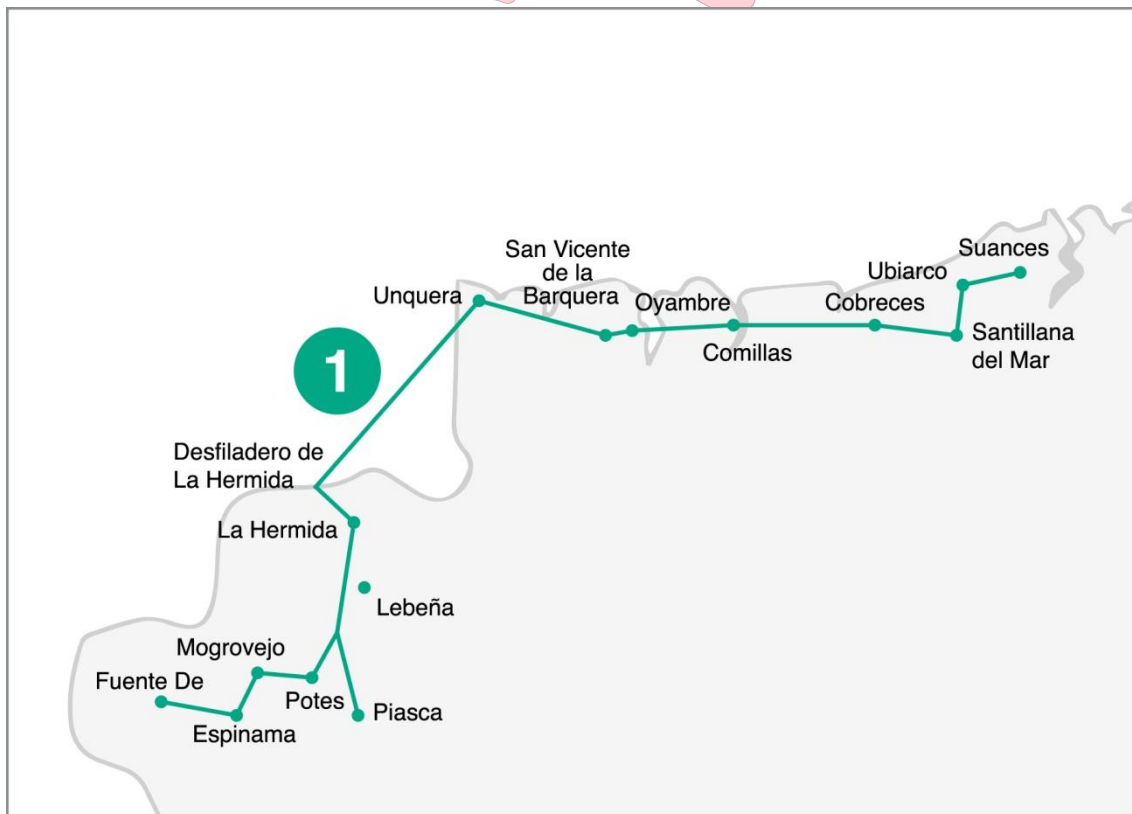 San Vicente
de la
Barquera
Suances
Ubiarco
Unquera
Oyambre
Cobreces
Comillas
Santillana
del Mar
1
Desfiladero de
La Hermida
La Hermida
Lebeña
Mogrovejo
Fuente De
Potes
Piasca
Espinama